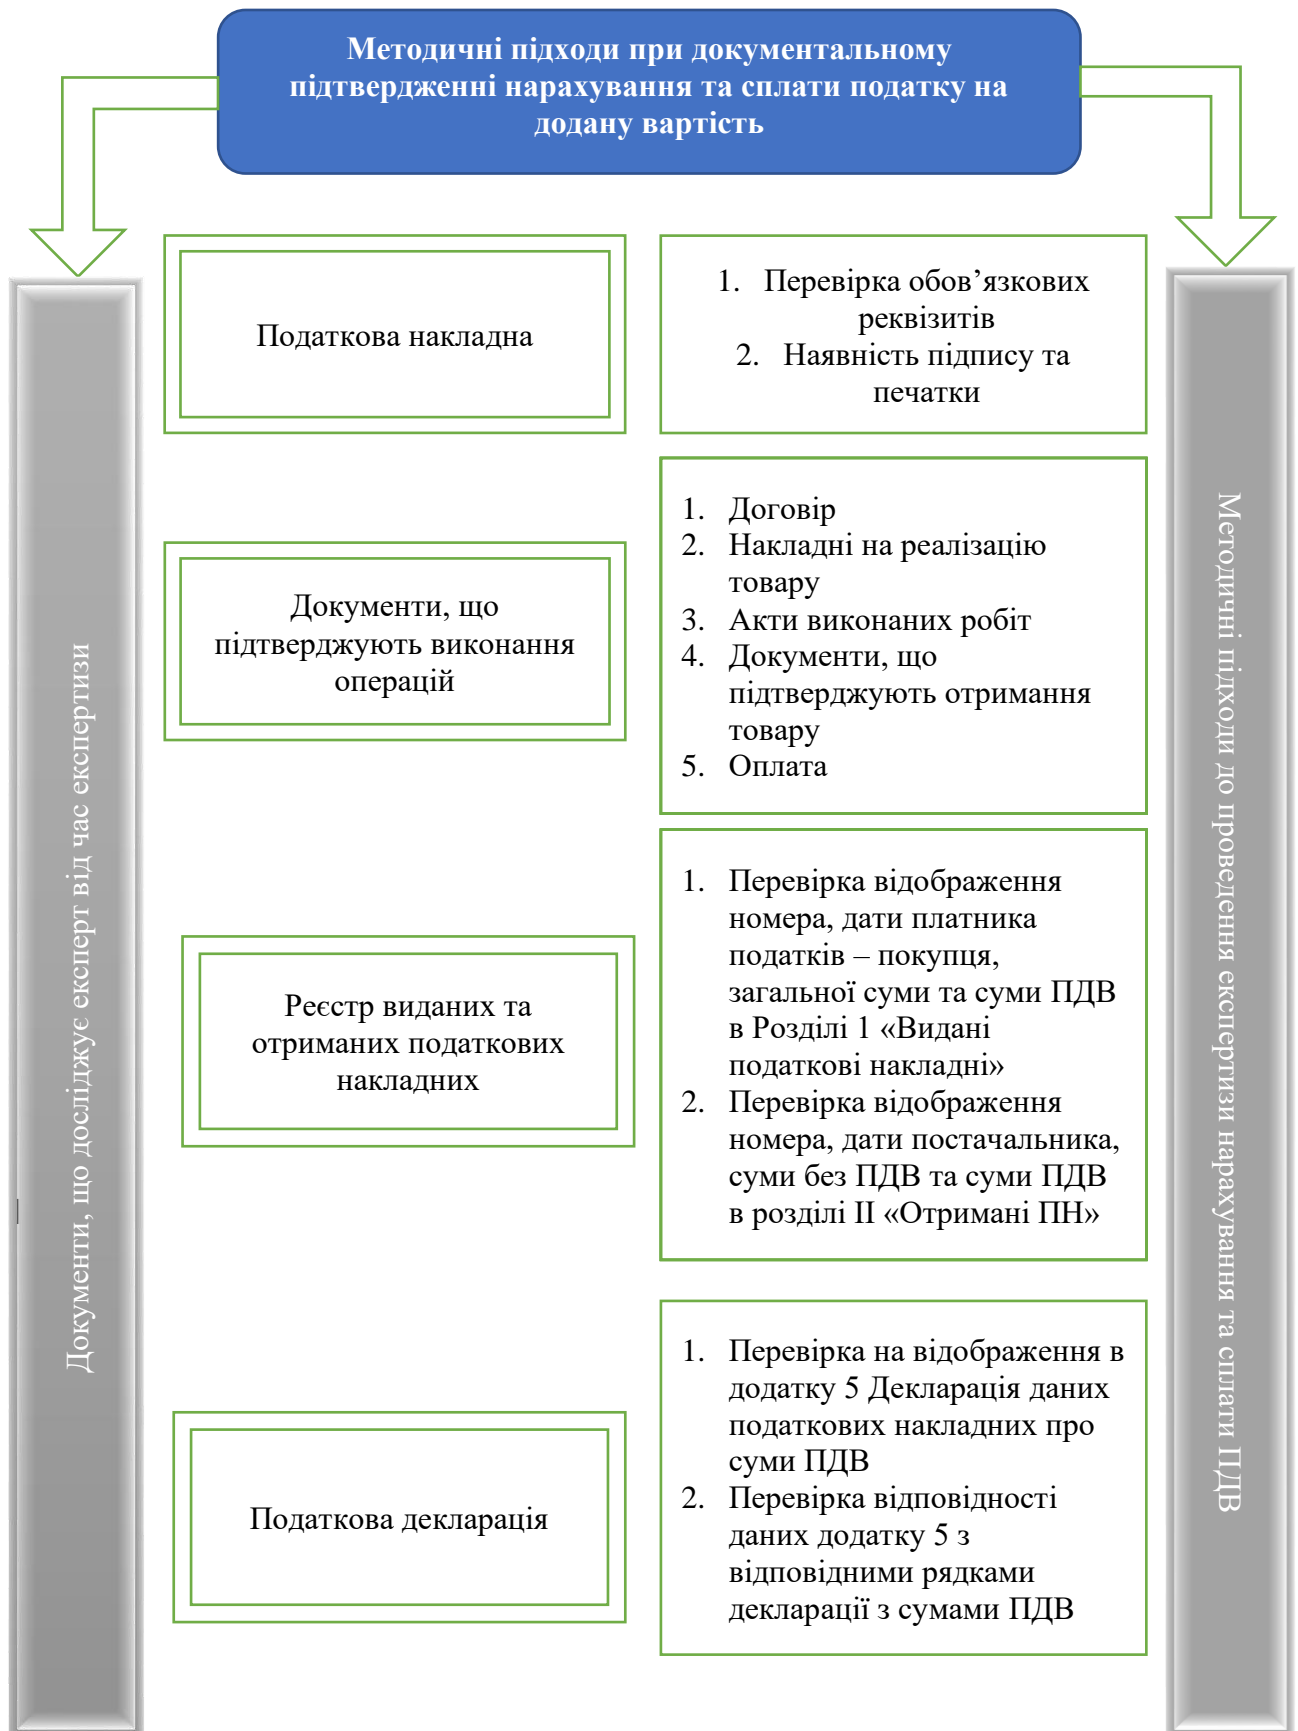 Методичні підходи при документальному
підтвердженні нарахування та сплати податку на
додану вартість
Документи, що досліджує експерт від час експертизи
Податкова накладна
1. Перевірка обов’язкових
реквізитів
2. Наявність підпису та
печатки
Документи, що
підтверджують виконання
операцій
1. Договір
2. Накладні на реалізацію
товару
3. Акти виконаних робіт
4. Документи, що
підтверджують отримання
товару
5. Оплата
Реєстр виданих та
отриманих податкових
накладних
1. Перевірка відображення
номера, дати платника
податків – покупця,
загальної суми та суми ПДВ
в Розділі 1 «Видані
податкові накладні»
2. Перевірка відображення
номера, дати постачальника,
суми без ПДВ та суми ПДВ
в розділі II «Отримані ПН»
Податкова декларація
1. Перевірка на відображення в
додатку 5 Декларація даних
податкових накладних про
суми ПДВ
2. Перевірка відповідності
даних додатку 5 з
відповідними рядками
декларації з сумами ПДВ
Методичні підходи до проведення експертизи нарахування та сплати ПДВ